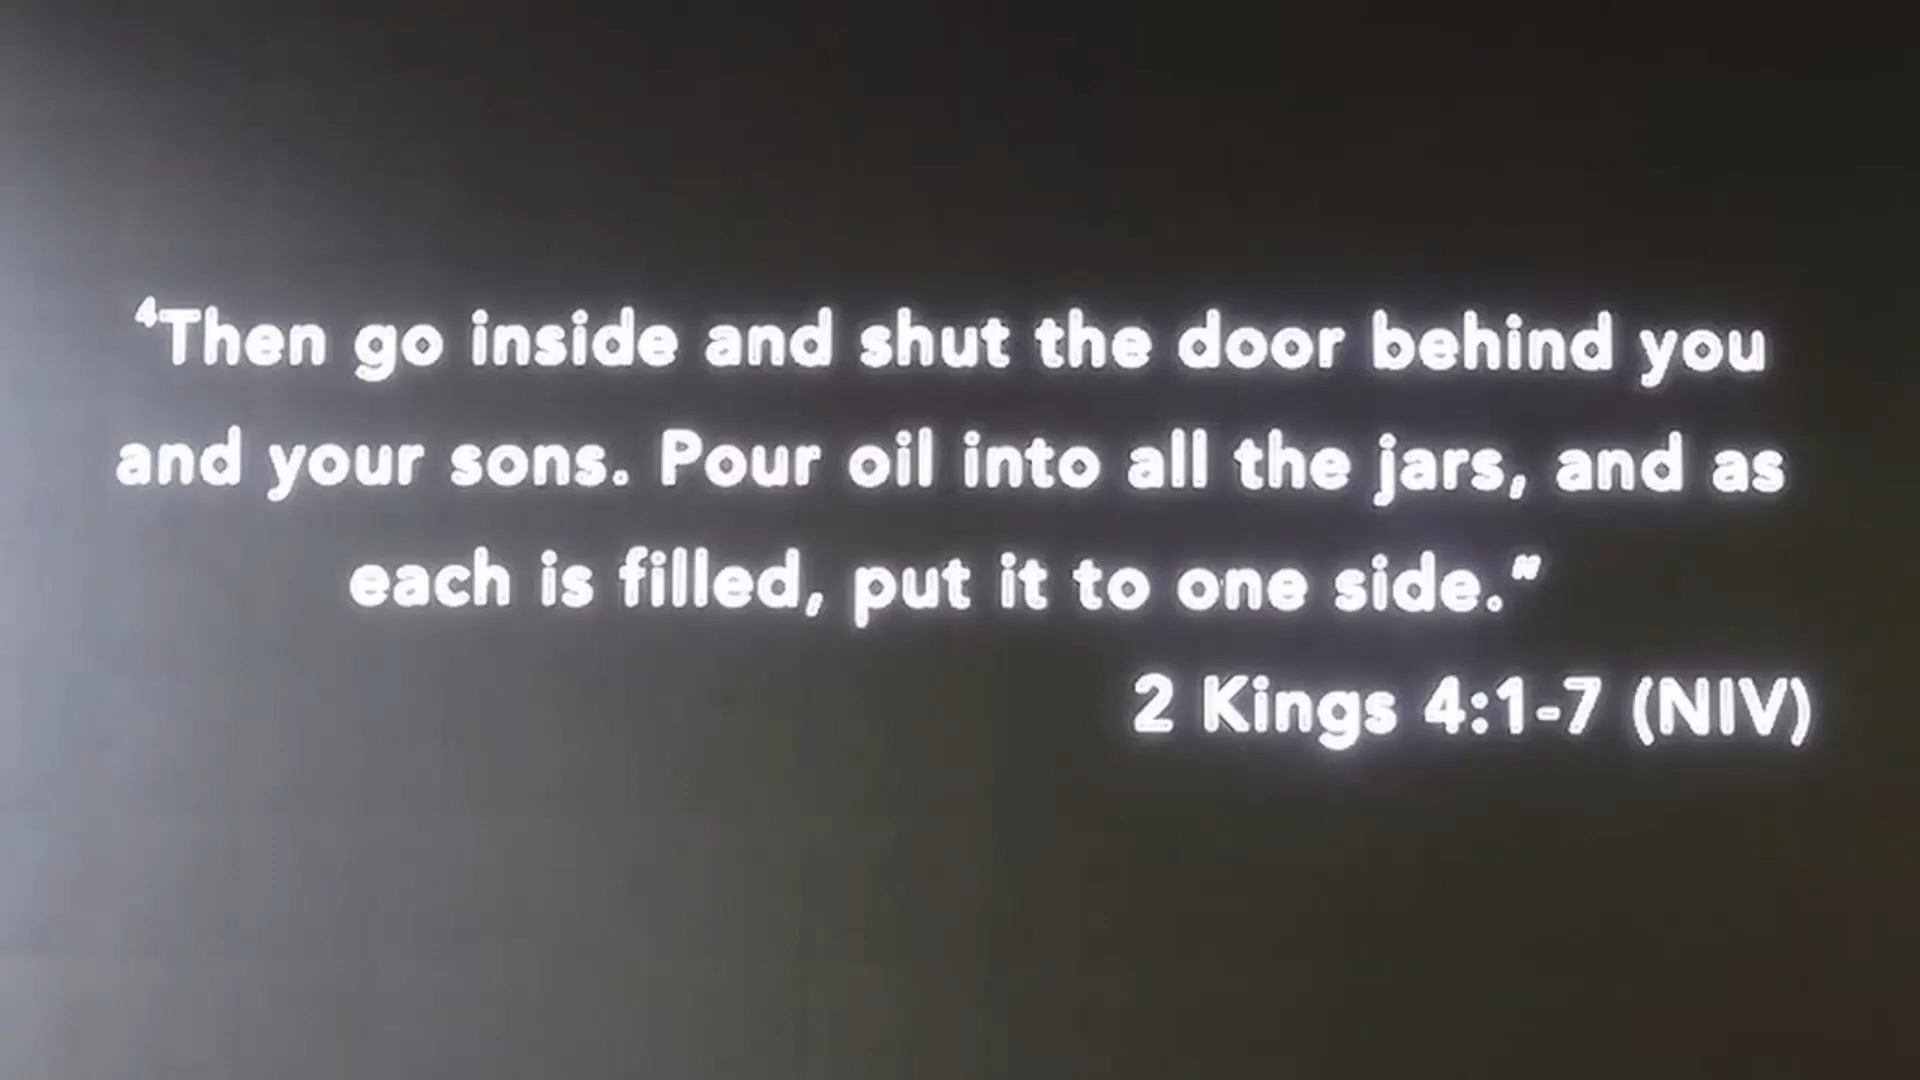 ⁴Then go inside and shut the door behind you
and your sons. Pour oil into all the jars, and as
each is filled, put it to one side.”
2 Kings 4:1-7 (NIV)